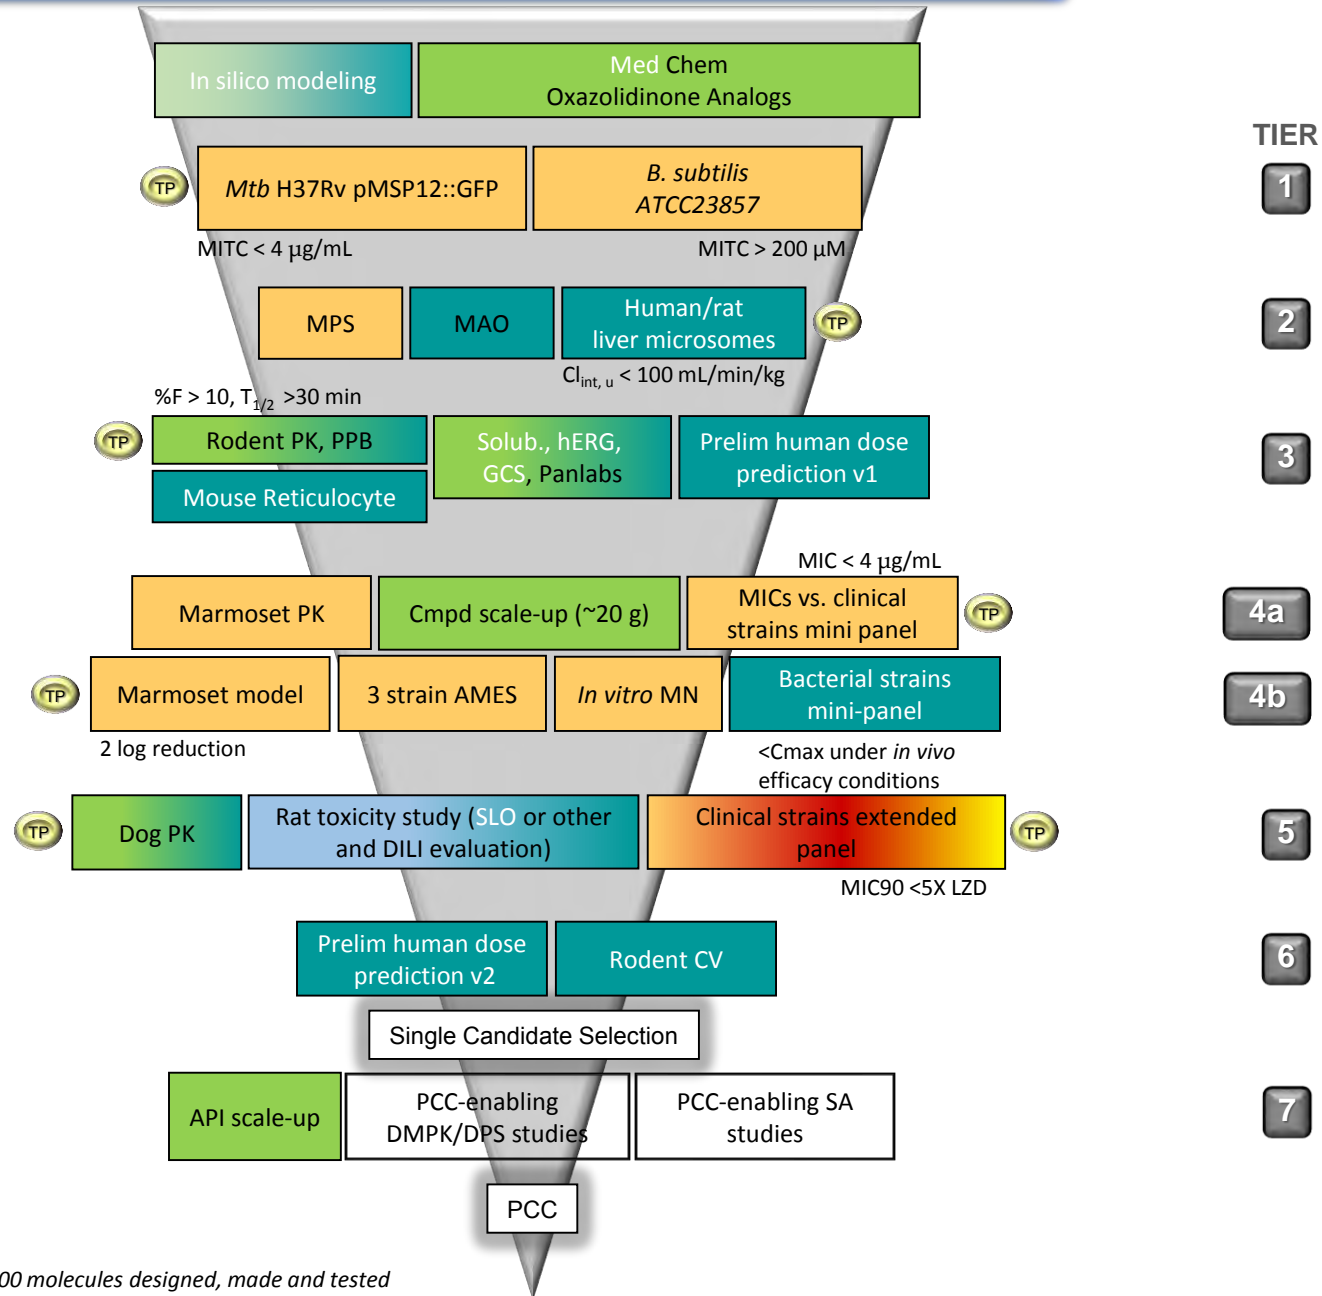 In silico modeling
Med Chem
Oxazolidinone Analogs
TIER
TP
Mtb H37Rv pMSP12::GFP
B. subtilis
ATCC23857
1
MITC < 4 µg/mL
MITC > 200 µM
MPS
MAO
Human/rat
liver microsomes
TP
2
Cl int, u < 100 mL/min/kg
%F > 10, T1/2 >30 min
TP
Rodent PK, PPB
Mouse Reticulocyte
Solub., hERG,
GCS, Panlabs
Prelim human dose
prediction v1
3
MIC < 4 µg/mL
Marmoset PK
Cmpd scale-up (~20 g)
MICs vs. clinical
strains mini panel
TP
4a
TP
Marmoset model
3 strain AMES
In vitro MN
Bacterial strains
mini-panel
4b
2 log reduction
<Cmax under in vivo
efficacy conditions
TP
Dog PK
Rat toxicity study (SLO or other
and DILI evaluation)
Clinical strains extended
panel
TP
5
MIC90 <5X LZD
Prelim human dose
prediction v2
Rodent CV
6
Single Candidate Selection
API scale-up
PCC-enabling
DMPK/DPS studies
PCC-enabling SA
studies
7
PCC
00 molecules designed, made and tested